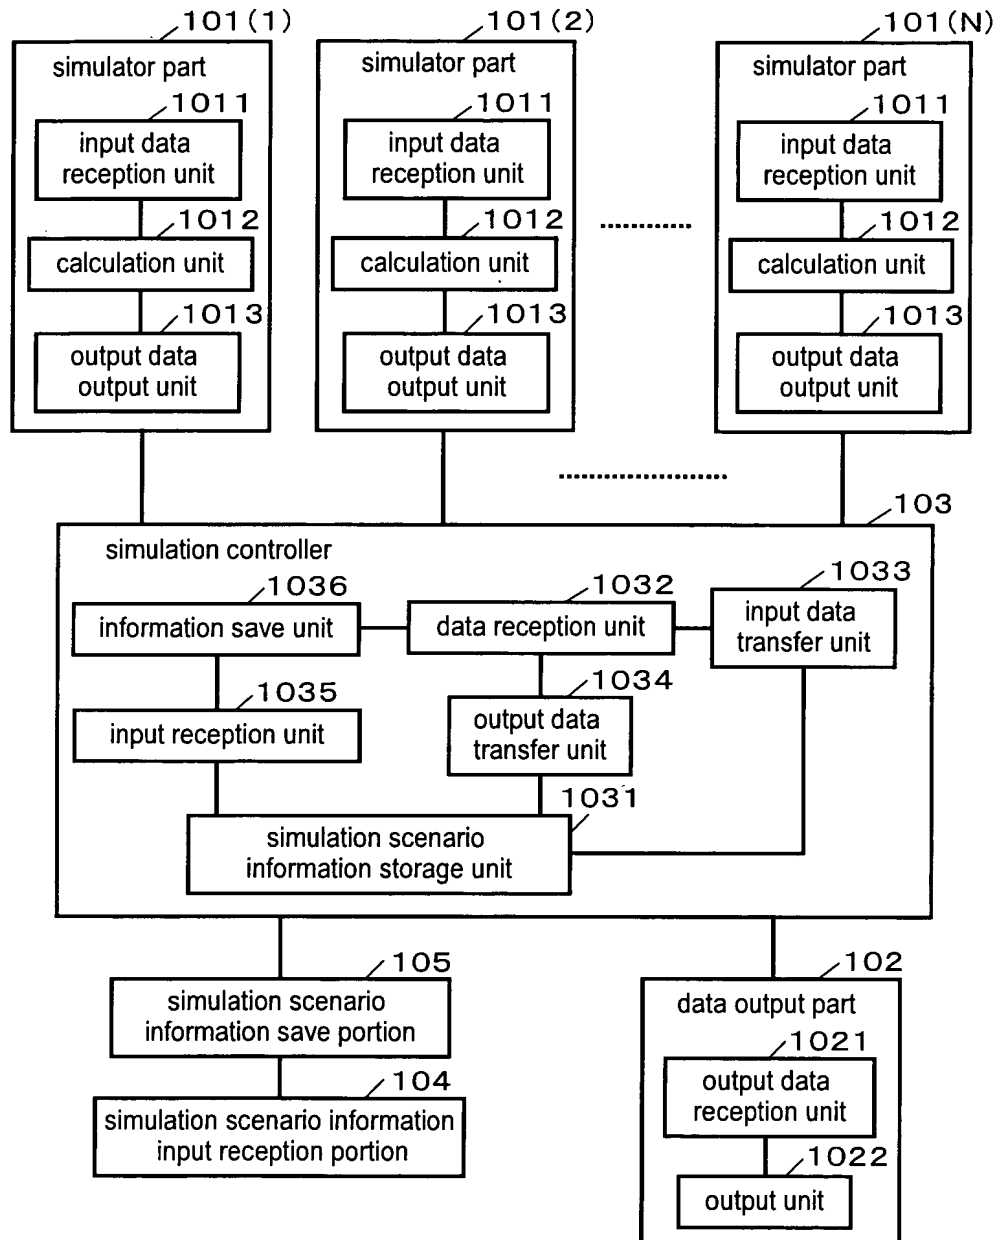 101(1)
simulator part
1011
input data
reception unit
1012
calculation unit
1013
output data
output unit
101(2)
simulator part
1011
input data
reception unit
1012
calculation unit
1013
output data
output unit
101(N)
simulator part
1011
input data
reception unit
1012
calculation unit
1013
output data
output unit
103
simulation controller
1036
information save unit
1032
data reception unit
1033
input data
transfer unit
1035
input reception unit
1034
output data
transfer unit
1031
simulation scenario
information storage unit
105
simulation scenario
information save portion
104
simulation scenario information
input reception portion
102
data output part
1021
output data
reception unit
1022
output unit